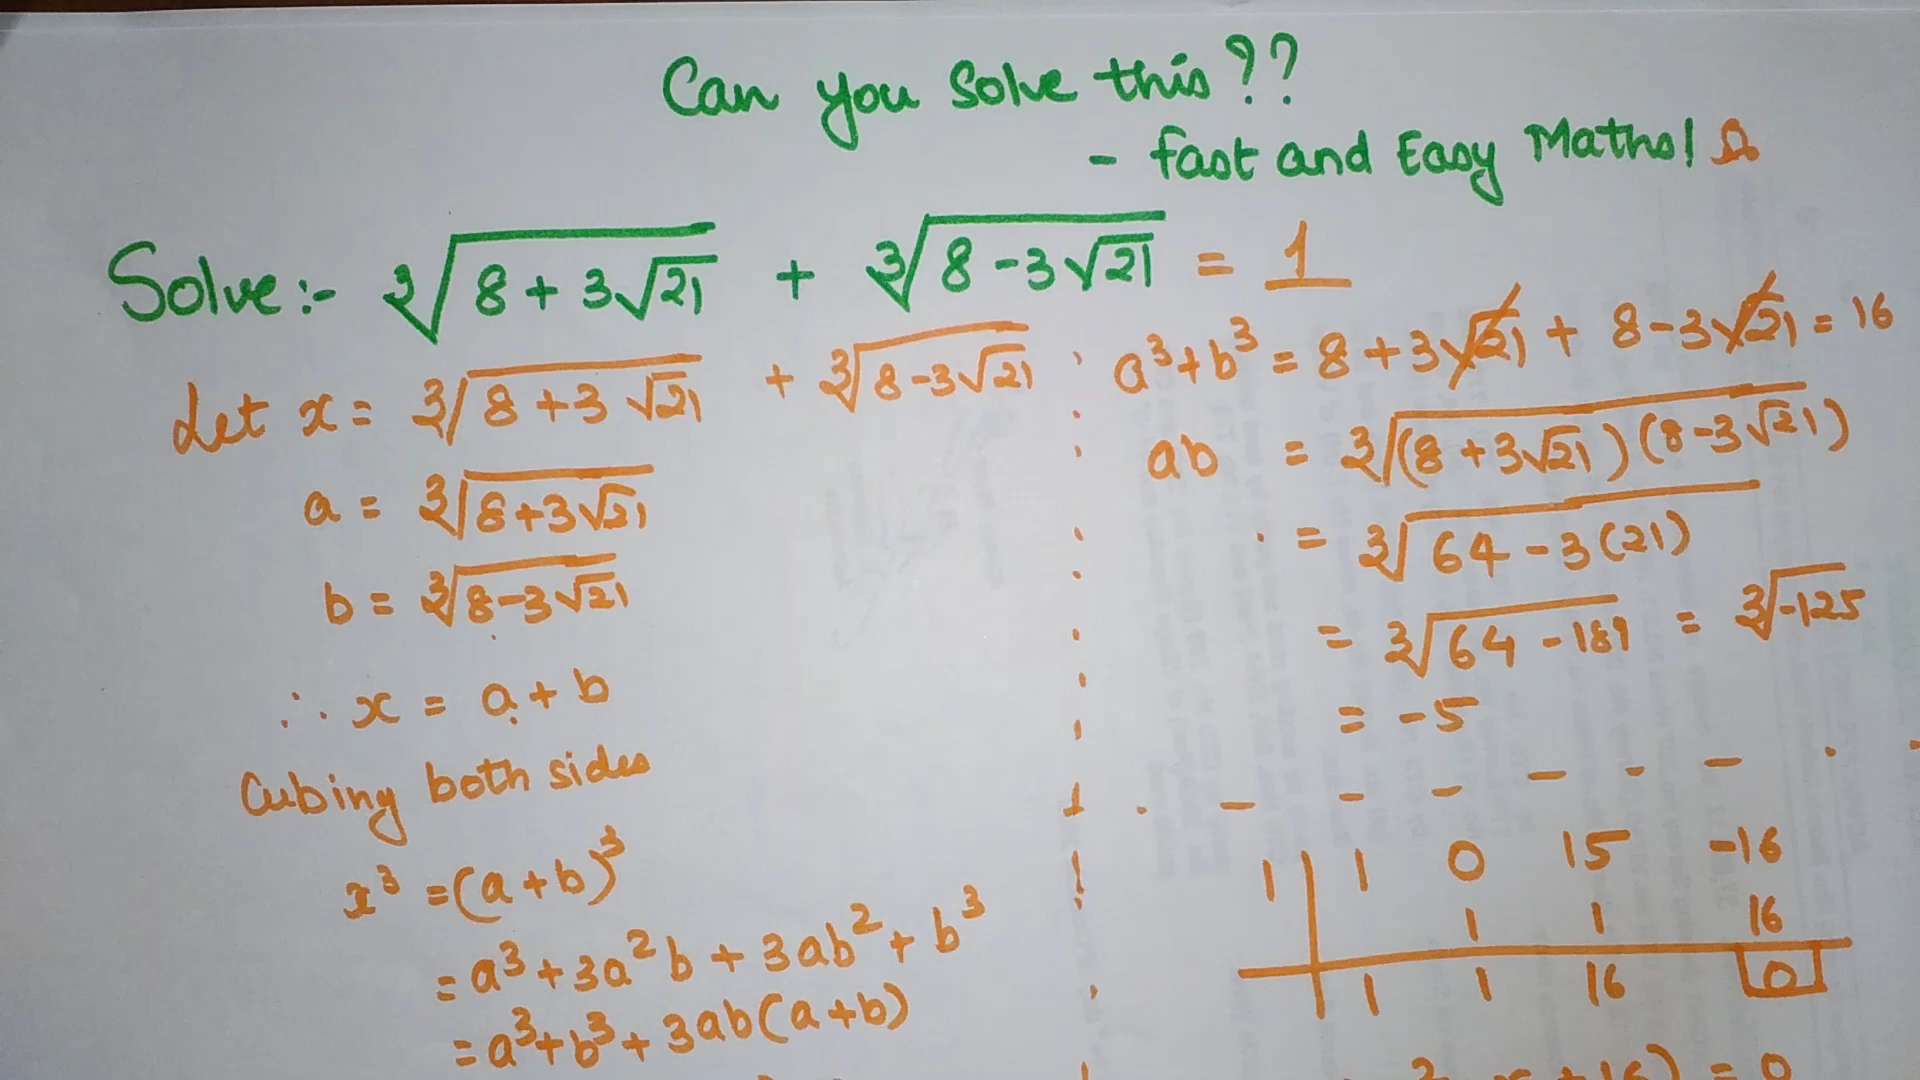 Can you solve this??
- fast and Easy Maths!
Solve:- ∛(8+3√21) + ∛(8-3√21) = 1
Let x = ∛(8+3√21) + ∛(8-3√21)
a = ∛(8+3√21)
b = ∛(8-3√21)
∴ x = a+b
Cubing both sides
x³ = (a+b)³
= a³+3a²b+3ab²+b³
= a³+b³+3ab(a+b)
a³+b³ = 8+3√21 + 8-3√21 = 16
ab = ∛((8+3√21)(8-3√21))
= ∛(64-3(21))
= ∛(64-189) = ∛-125
= -5
1 | 1 0 15 -16
1 1 16
1 1 16 0
+16) = 0